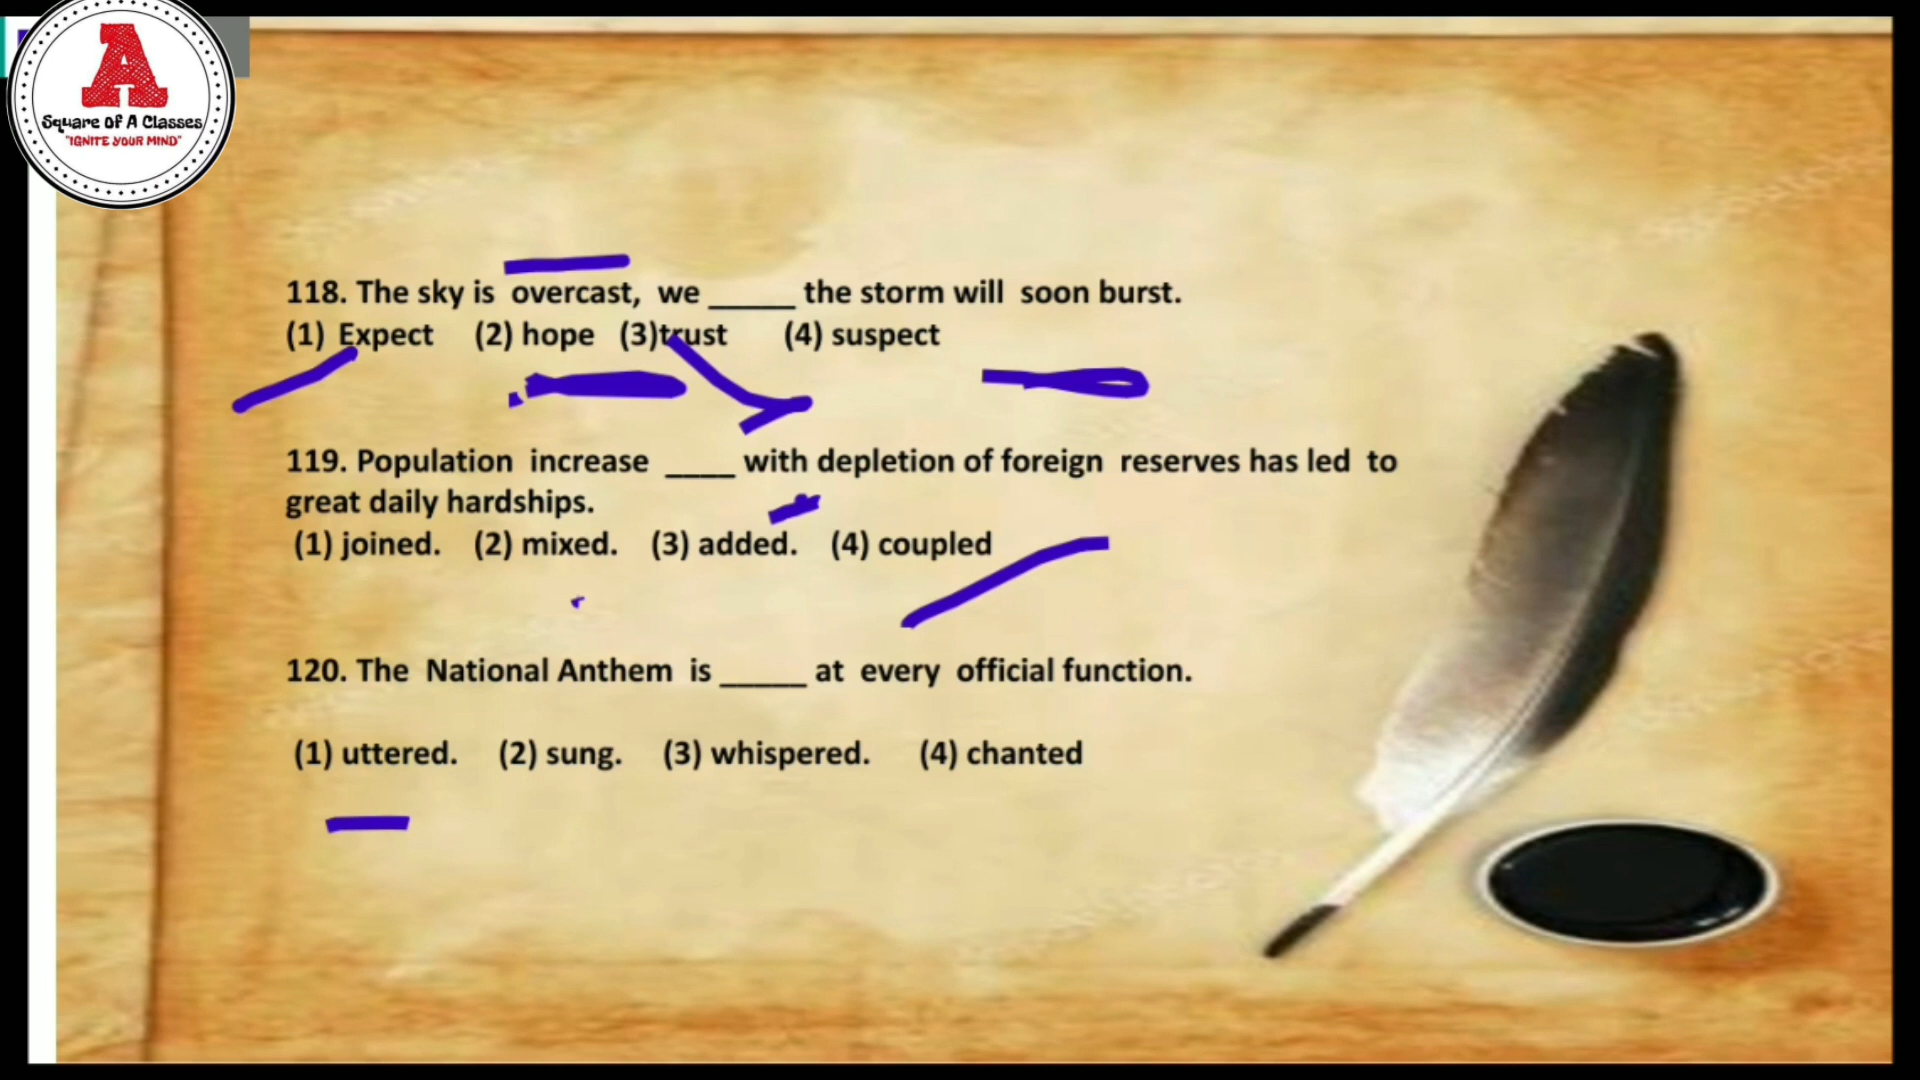 A
Square Of A Classes
"IGNITE YOUR MIND"
118. The sky is overcast, we _____ the storm will soon burst.
(1) Expect (2) hope (3)trust (4) suspect
119. Population increase ____ with depletion of foreign reserves has led to
great daily hardships.
(1) joined. (2) mixed. (3) added. (4) coupled
120. The National Anthem is _____ at every official function.
(1) uttered. (2) sung. (3) whispered. (4) chanted